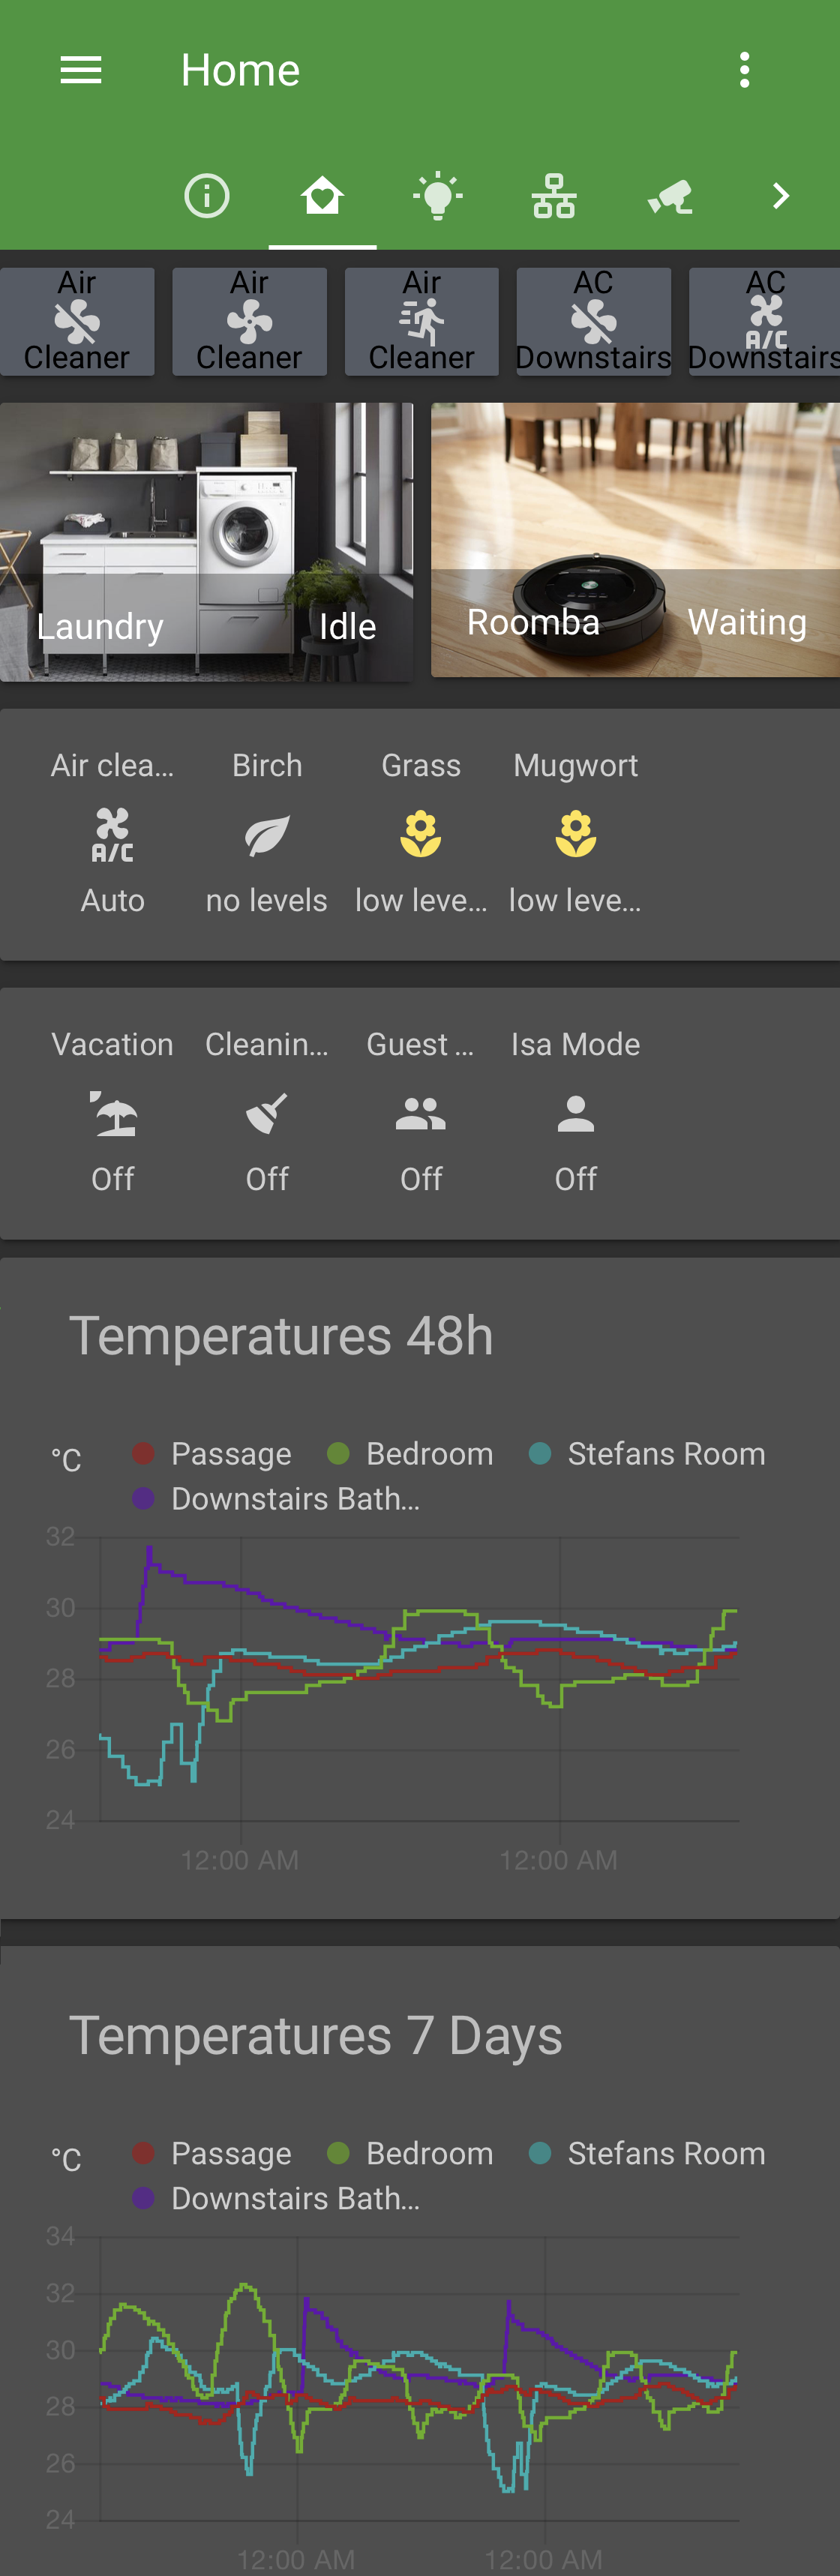 Home
Air Air Air AC AC
A/C
Cleaner Cleaner Cleaner Downstairs Downstairs
Laundry Idle Roomba Waiting
Air clea... Birch Grass Mugwort
A/C
Auto no levels low leve... low leve...
Vacation Cleanin... Guest ... Isa Mode
Off Off Off Off
Temperatures 48h
°C Passage Bedroom Stefans Room
Downstairs Bath...
32
30
28
26
24
12:00 AM 12:00 AM
Temperatures 7 Days
°C Passage Bedroom Stefans Room
Downstairs Bath...
34
32
30
28
26
24
12:00 AM 12:00 AM